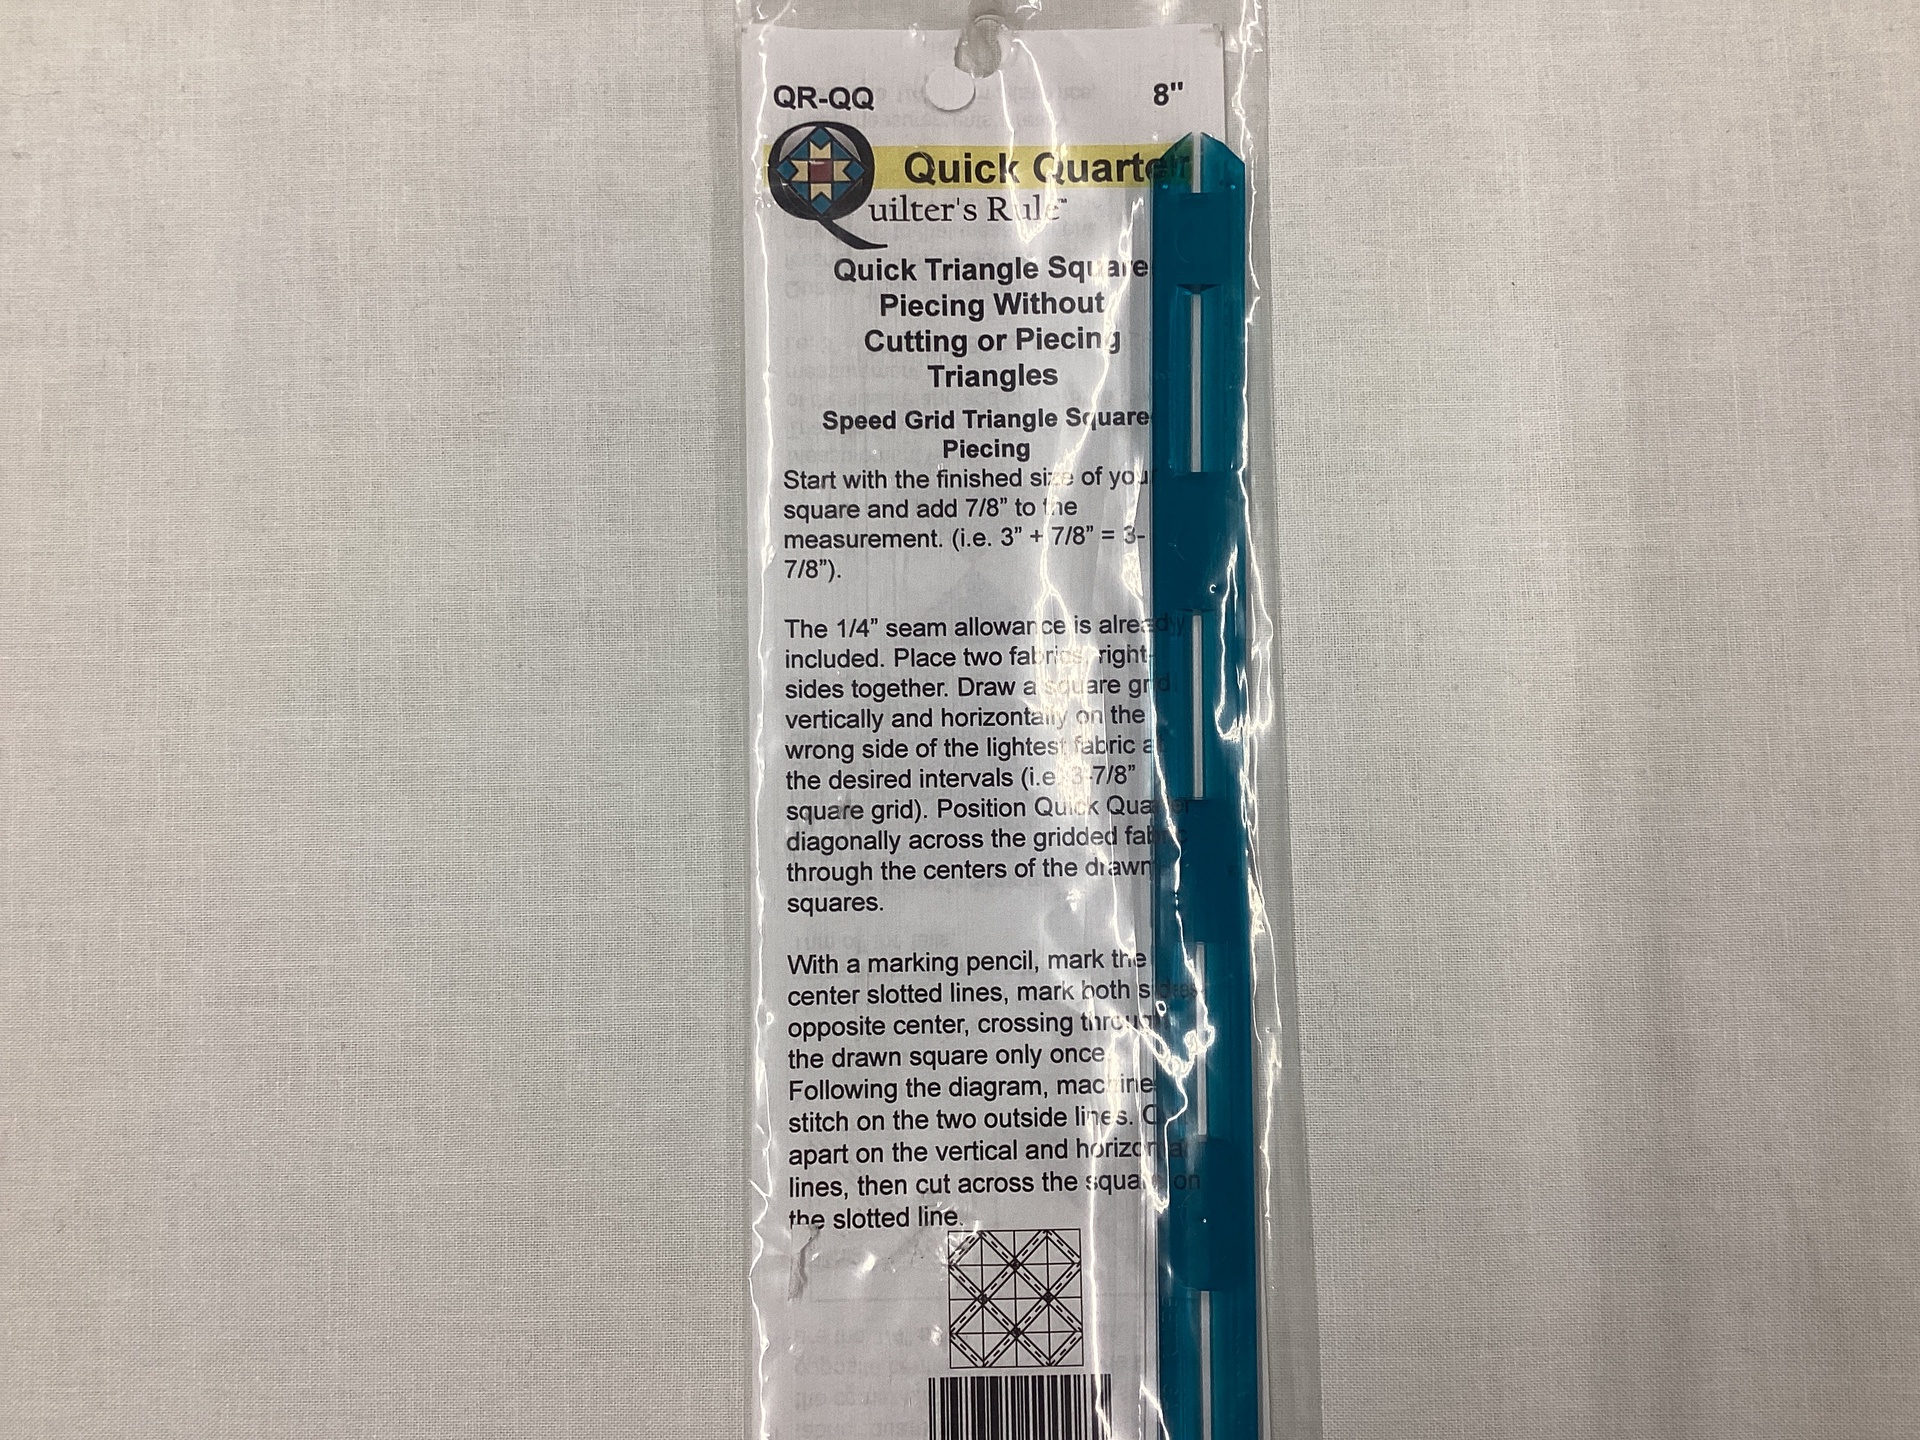 QR-QQ 8"
Quick Quarter
Quilter's Rule™
Quick Triangle Square
Piecing Without
Cutting or Piecing
Triangles
Speed Grid Triangle Square
Piecing
Start with the finished size of your
square and add 7/8” to the
measurement. (i.e. 3” + 7/8” = 3-
7/8”).
The 1/4” seam allowance is already
included. Place two fabrics, right-
sides together. Draw a square grid
vertically and horizontally on the
wrong side of the lightest fabric at
the desired intervals (i.e. 3-7/8”
square grid). Position Quick Quarter
diagonally across the gridded fabric
through the centers of the drawn
squares.
With a marking pencil, mark the
center slotted lines, mark both sides
opposite center, crossing through
the drawn square only once.
Following the diagram, machine
stitch on the two outside lines.
apart on the vertical and horizontal
lines, then cut across the square on
the slotted line.